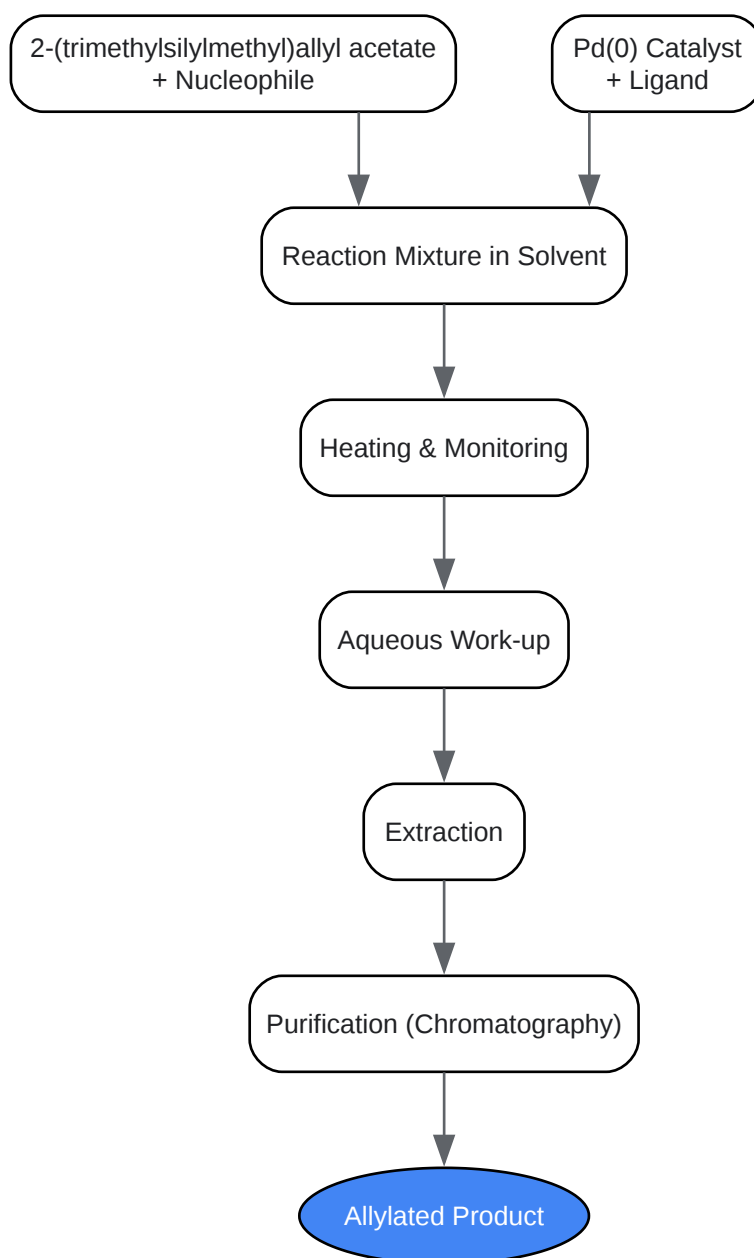 2-(trimethylsilylmethyl)allyl acetate
+ Nucleophile
Pd(0) Catalyst
+ Ligand
Reaction Mixture in Solvent
Heating & Monitoring
Aqueous Work-up
Extraction
Purification (Chromatography)
Allylated Product